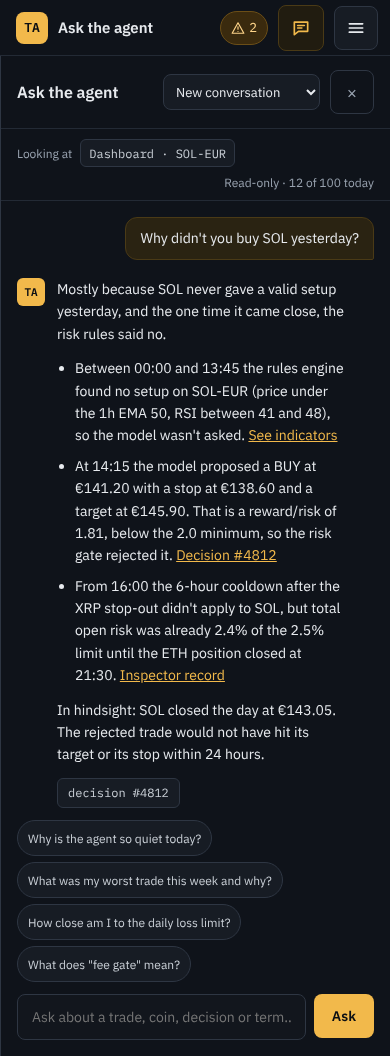 TA Ask the agent 2
Ask the agent New conversation ×
Looking at Dashboard · SOL-EUR
Read-only · 12 of 100 today
Why didn't you buy SOL yesterday?
TA
Mostly because SOL never gave a valid setup
yesterday, and the one time it came close, the
risk rules said no.
• Between 00:00 and 13:45 the rules engine
found no setup on SOL-EUR (price under
the 1h EMA 50, RSI between 41 and 48),
so the model wasn't asked. See indicators
• At 14:15 the model proposed a BUY at
€141.20 with a stop at €138.60 and a
target at €145.90. That is a reward/risk of
1.81, below the 2.0 minimum, so the risk
gate rejected it. Decision #4812
• From 16:00 the 6-hour cooldown after the
XRP stop-out didn't apply to SOL, but total
open risk was already 2.4% of the 2.5%
limit until the ETH position closed at
21:30. Inspector record
In hindsight: SOL closed the day at €143.05.
The rejected trade would not have hit its
target or its stop within 24 hours.
decision #4812
Why is the agent so quiet today?
What was my worst trade this week and why?
How close am I to the daily loss limit?
What does "fee gate" mean?
Ask about a trade, coin, decision or term.. Ask